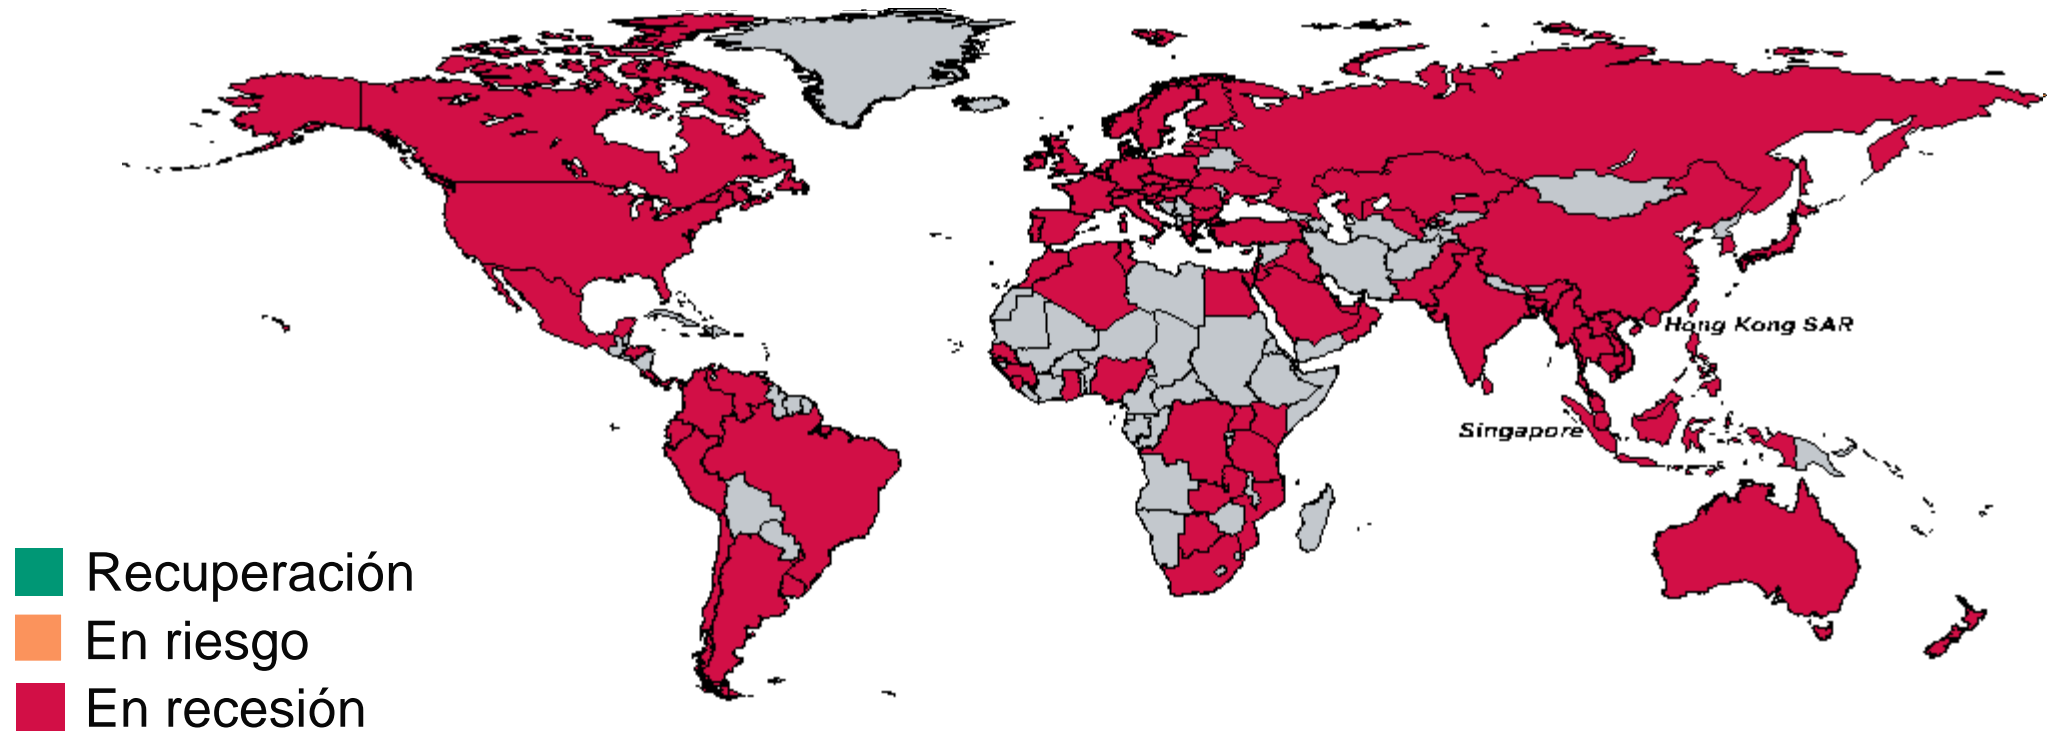 Hong Kong SAR
Singapore
Recuperación
En riesgo
En recesión